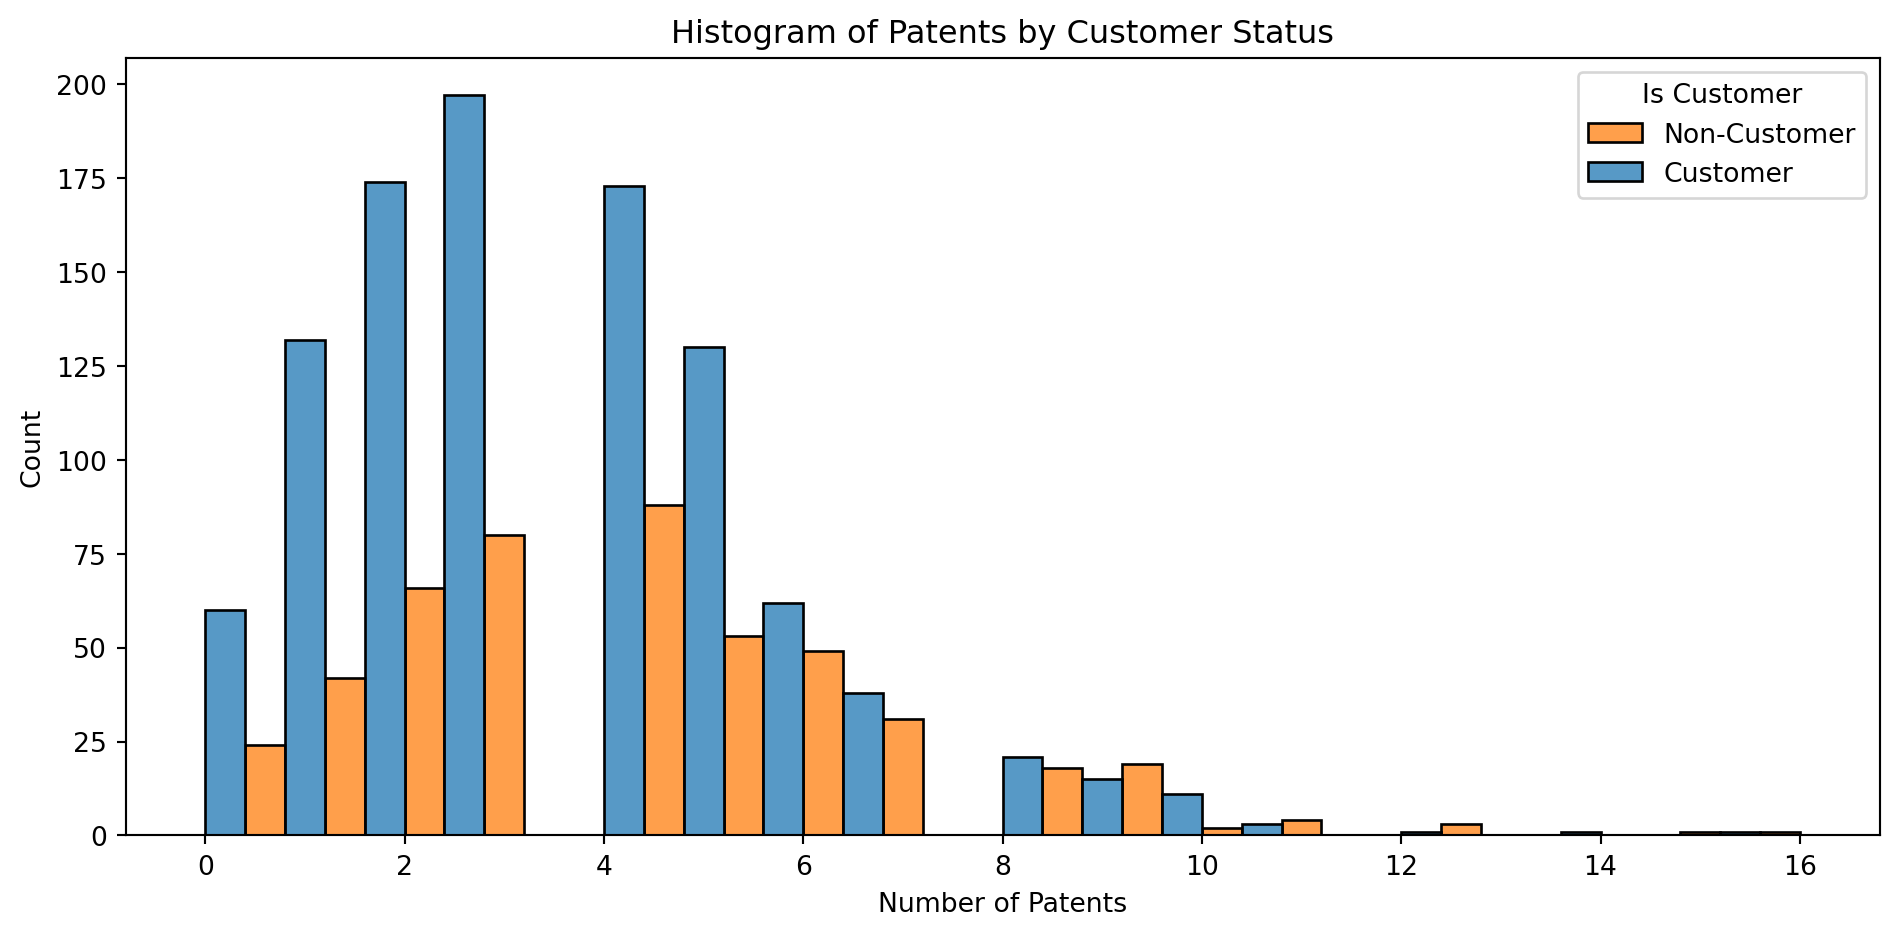 Histogram of Patents by Customer Status
Is Customer
Non-Customer
Customer
Count
200
175
150
125
100
75
50
25
0
0 2 4 6 8 10 12 14 16
Number of Patents